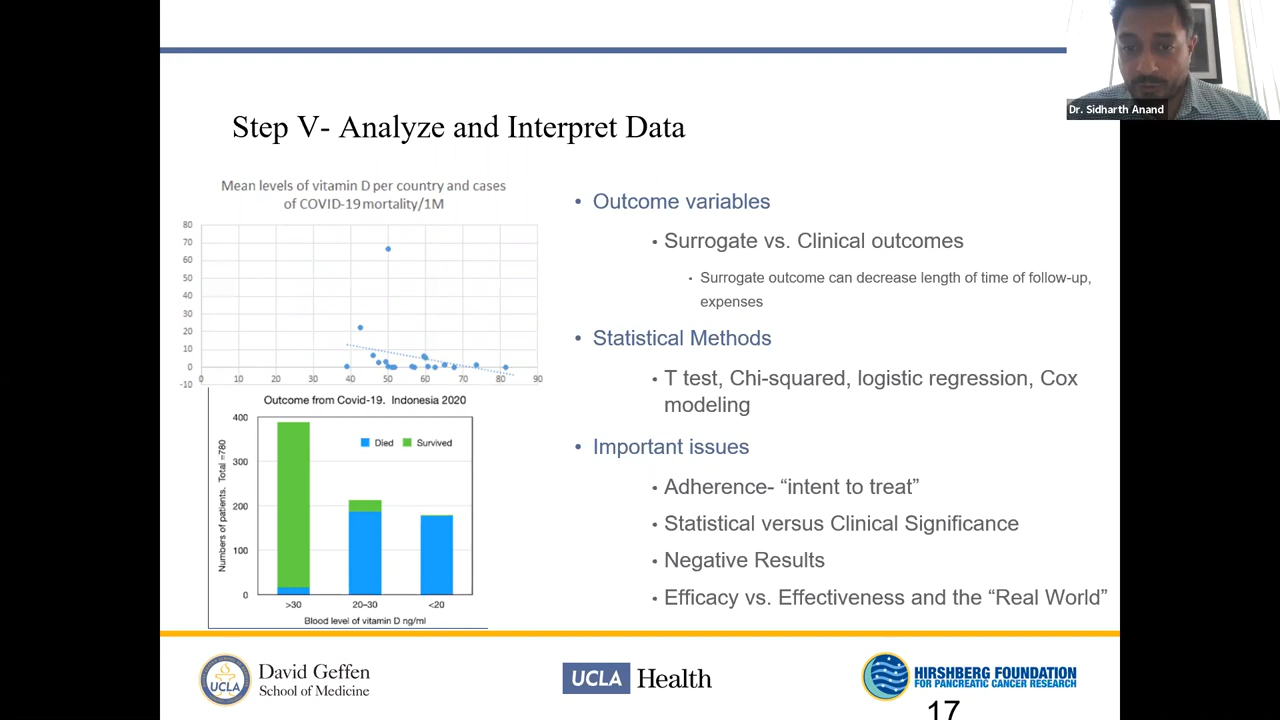 Dr. Sidharth Anand
Step V- Analyze and Interpret Data
Mean levels of vitamin D per country and cases
of COVID-19 mortality/1M
80
70
60
50
40
30
20
10
0
-10
0 10 20 30 40 50 60 70 80 90
Outcome from Covid-19. Indonesia 2020
Numbers of patients. Total =780
400
300
200
100
0
Died Survived
>30 20-30 <20
Blood level of vitamin D ng/ml
• Outcome variables
• Surrogate vs. Clinical outcomes
• Surrogate outcome can decrease length of time of follow-up,
expenses
• Statistical Methods
• T test, Chi-squared, logistic regression, Cox
modeling
• Important issues
• Adherence- “intent to treat”
• Statistical versus Clinical Significance
• Negative Results
• Efficacy vs. Effectiveness and the “Real World”
UCLA
David Geffen
School of Medicine
UCLA Health
HIRSHBERG FOUNDATION
FOR PANCREATIC CANCER RESEARCH
17